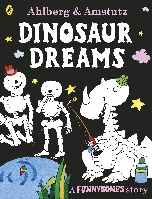 Ahlberg & Amstutz
DINOSAUR
DREAMS
A FUNNYBONES story